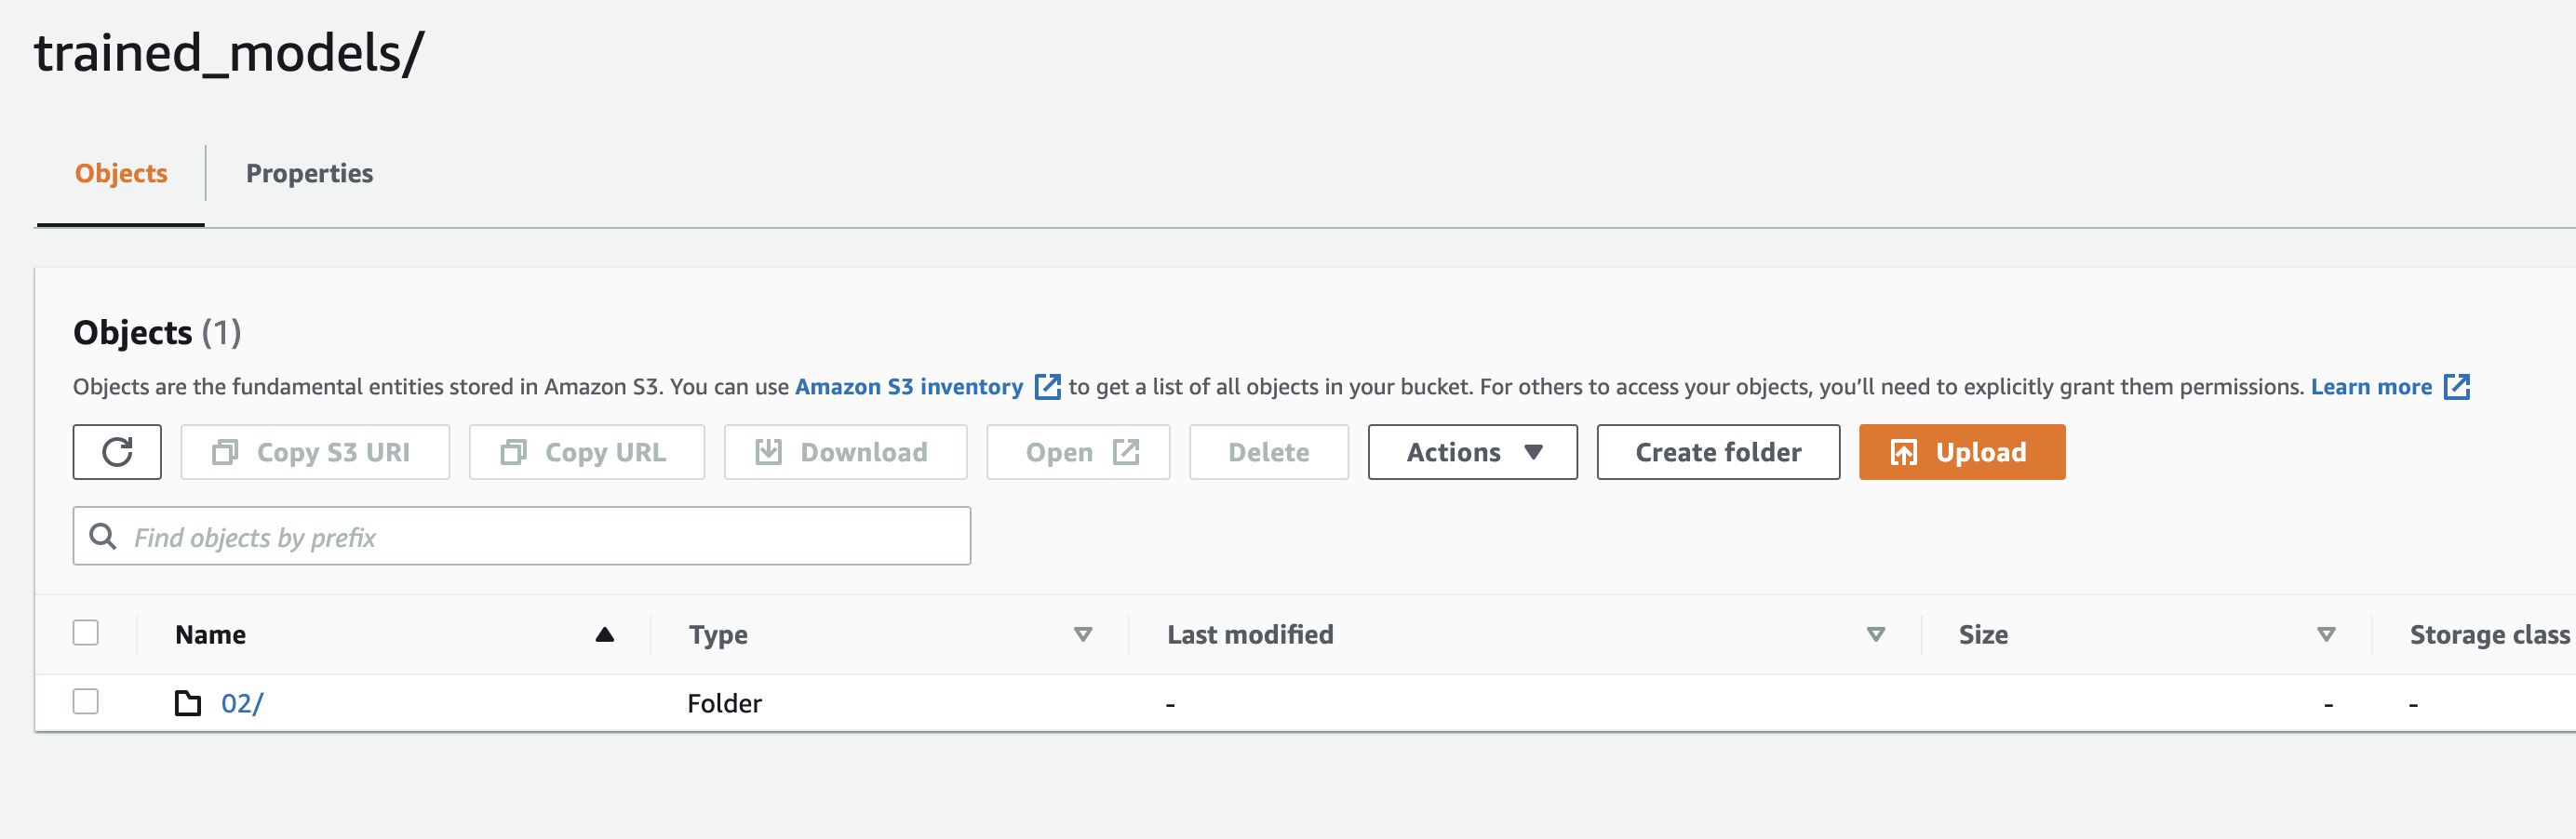 trained_models/
Objects
Properties
Objects (1)
Objects are the fundamental entities stored in Amazon S3. You can use Amazon S3 inventory to get a list of all objects in your bucket. For others to access your objects, you’ll need to explicitly grant them permissions. Learn more
Copy S3 URI
Copy URL
Download
Open
Delete
Actions
Create folder
Upload
Find objects by prefix
Name Type Last modified Size Storage class
02/ Folder - - -